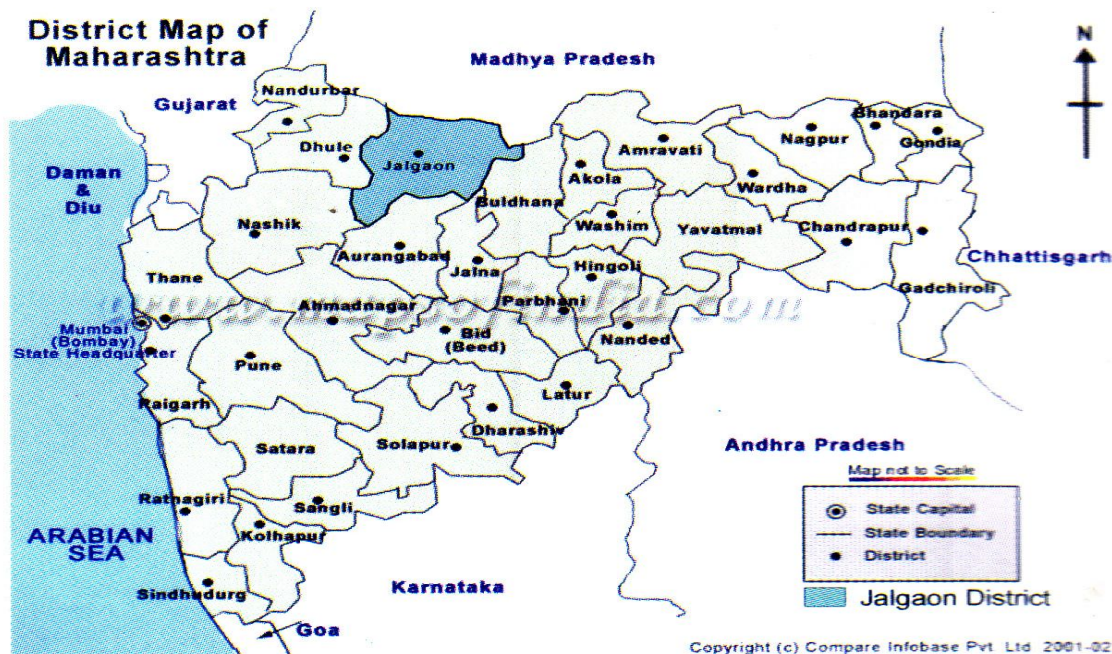 District Map of
Maharashtra
Madhya Pradesh
N
Gujarat
Nandurbar
Bhandara
Nagpur
Gondia
Dhule
Jalgaon
Amravati
Daman
&
Diu
Akola
Wardha
Buldhana
Nashik
Washim
Yavatmal
Chandrapur
Aurangabad
Jalna
Hingoli
Chhattisgarh
Thane
Gadchiroli
www.mapsofindia.com
Ahmadnagar
Parbhani
Mumbai
(Bombay)
State Headquarter
Bid
(Beed)
Nanded
Pune
Latur
Raigarh
Dharashiv
Satara
Solapur
Andhra Pradesh
Map not to Scale
Rathagiri
Sangli
State Capital
ARABIAN
SEA
Kolhapur
State Boundary
District
Sindhudurg
Karnataka
Jalgaon District
Goa
Copyright (c) Compare Infobase Pvt. Ltd 2001-02